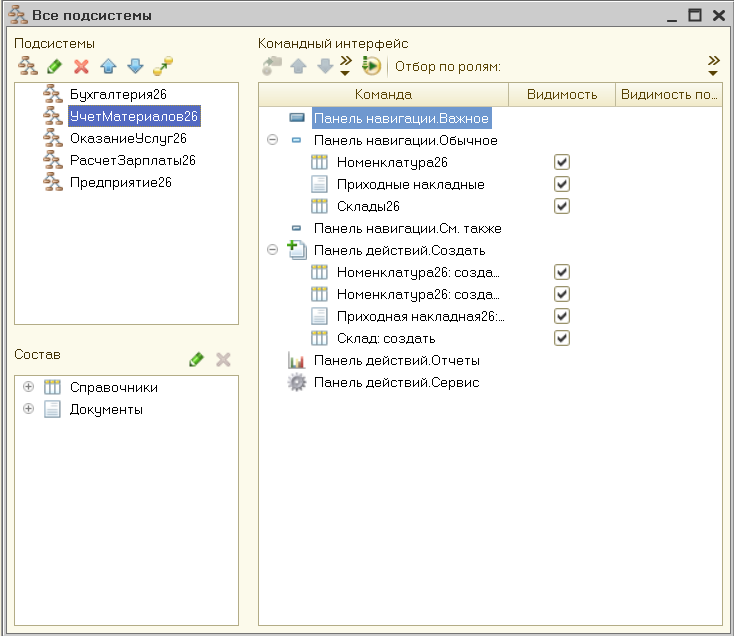 Все подсистемы
Подсистемы
Бухгалтерия26
УчетМатериалов26
ОказаниеУслуг26
РасчетЗарплаты26
Предприятие26
Состав
Справочники
Документы
Командный интерфейс
Отбор по ролям:
Команда Видимость Видимость по...
Панель навигации.Важное
Панель навигации.Обычное
Номенклатура26
Приходные накладные
Склады26
Панель навигации.См. также
Панель действий.Создать
Номенклатура26: созда...
Номенклатура26: созда...
Приходная накладная26:...
Склад: создать
Панель действий.Отчеты
Панель действий.Сервис